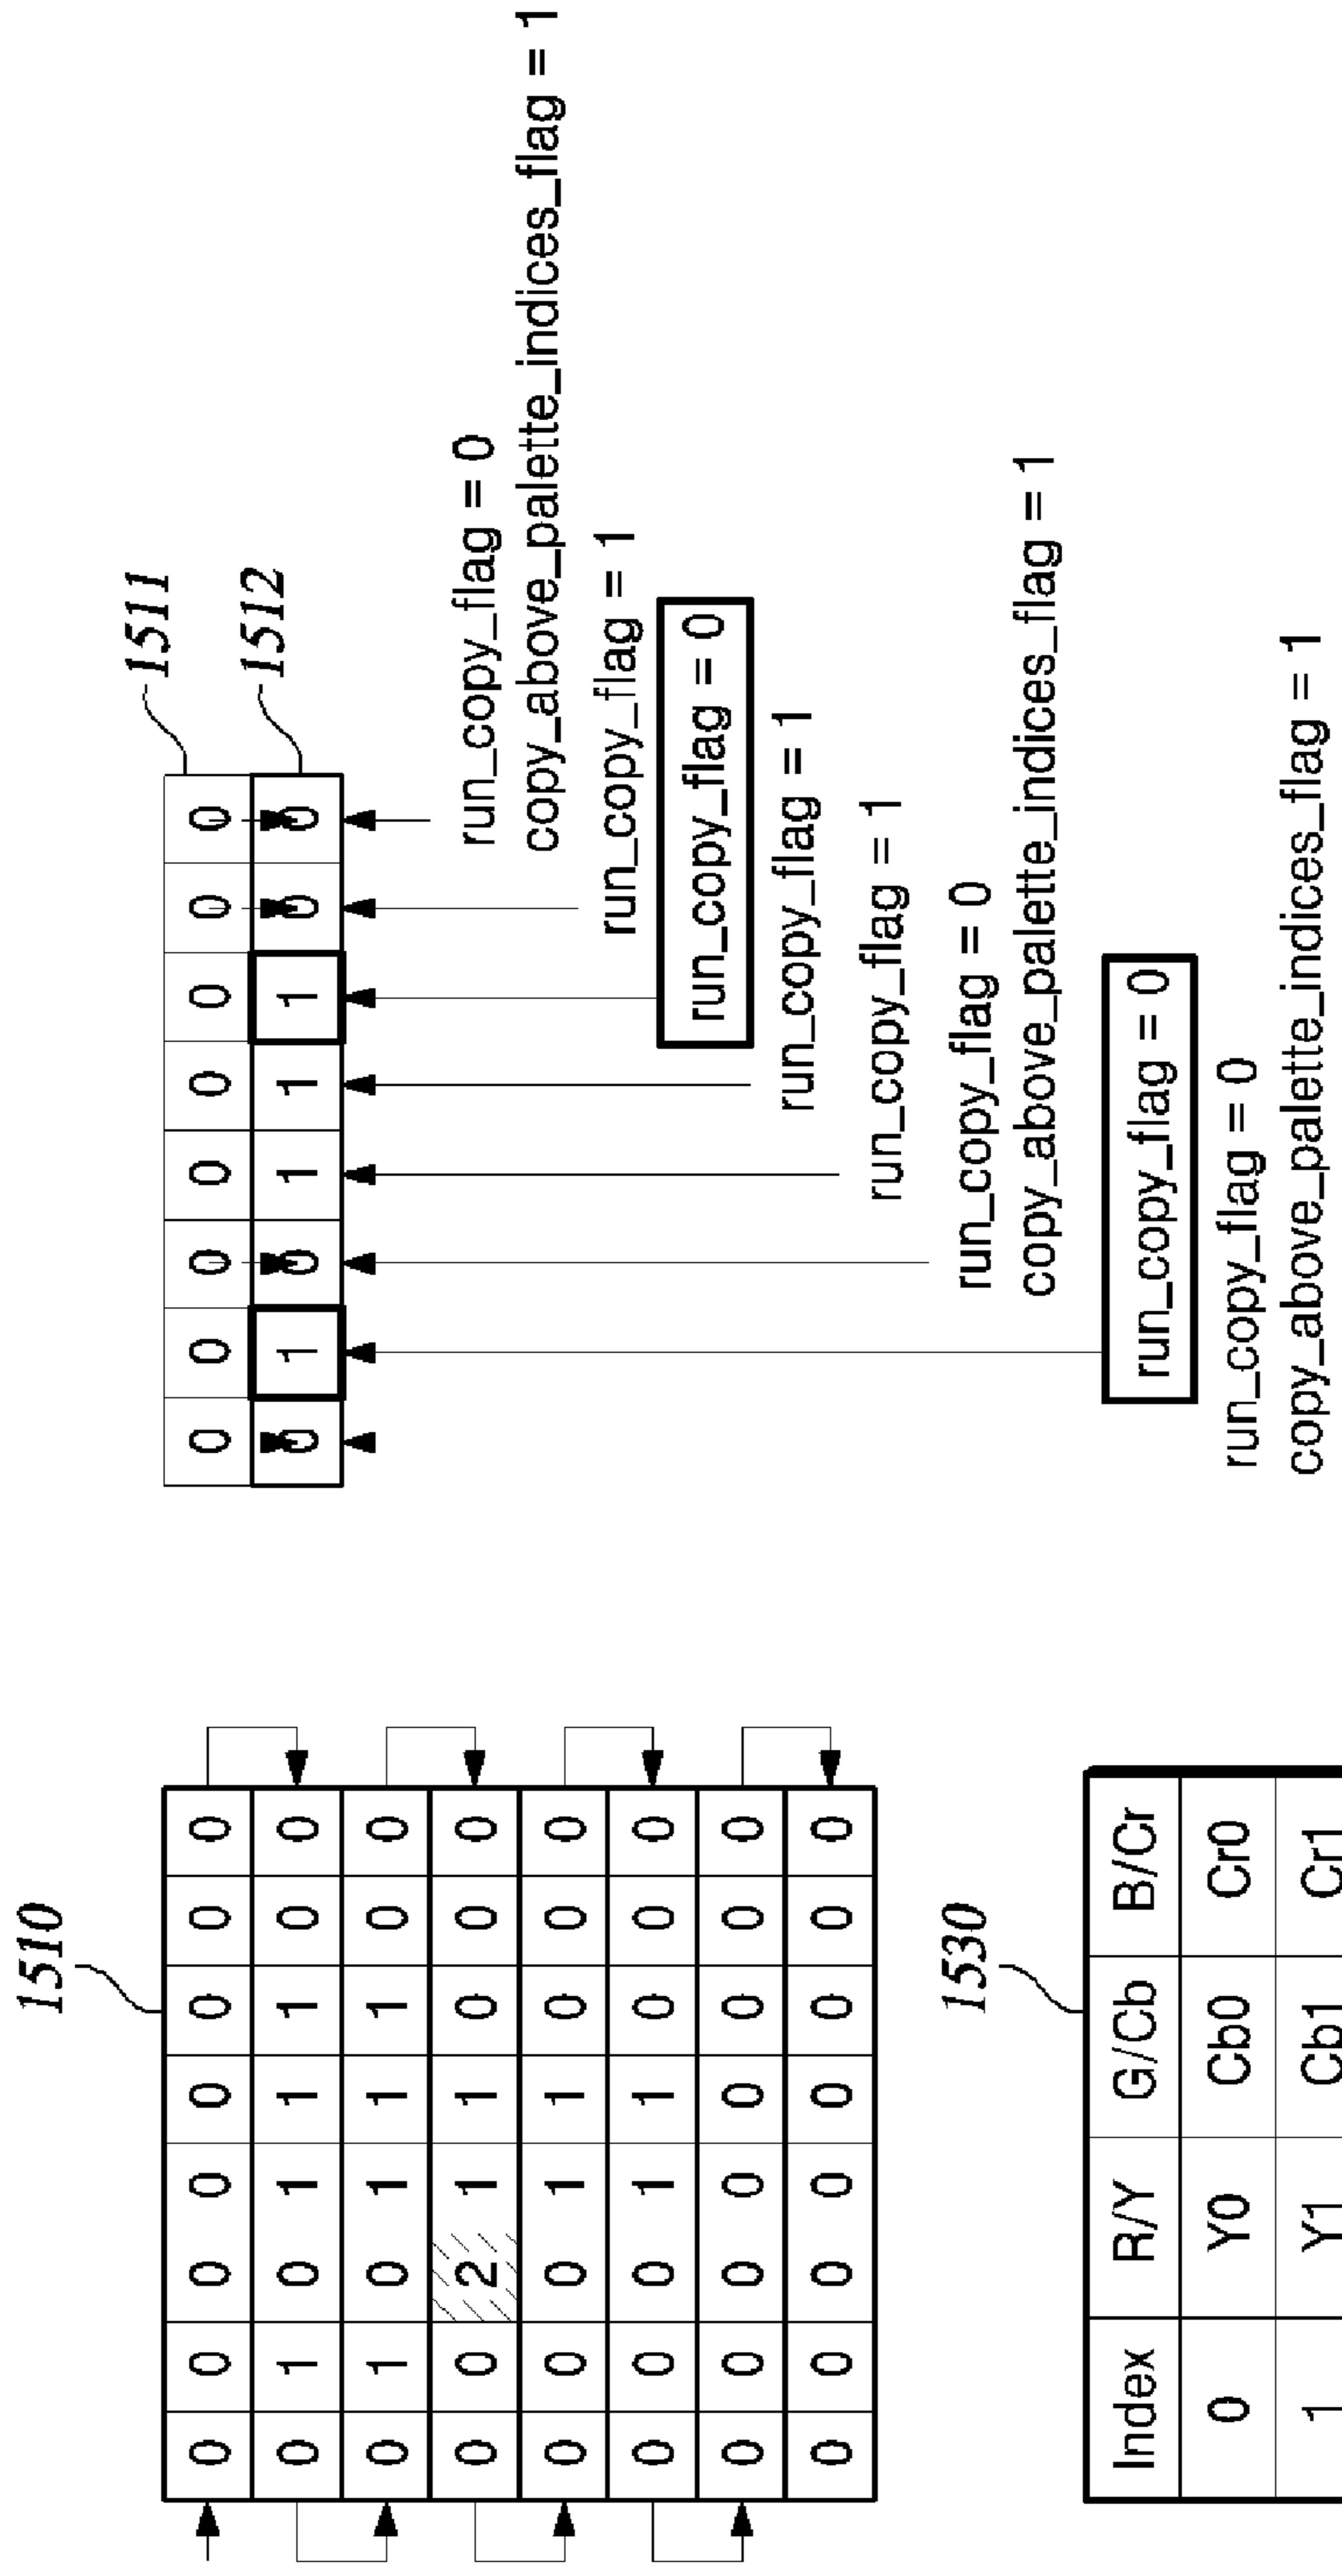 1510
0 0 0 0 0 0 0 0
0 1 0 1 1 1 0 0
0 1 0 1 1 1 0 0
0 0 2 1 1 0 0 0
0 0 0 1 1 0 0 0
0 0 0 1 1 0 0 0
0 0 0 0 0 0 0 0
0 0 0 0 0 0 0 0
1530
Index R/Y G/Cb B/Cr
0 Y0 Cb0 Cr0
1 Y1 Cb1 Cr1
1511
0 0 0 0 0 0 0 0
1512
0 1 0 1 1 1 0 0
run_copy_flag = 0
copy_above_palette_indices_flag = 1
run_copy_flag = 1
run_copy_flag = 0
run_copy_flag = 1
run_copy_flag = 1
run_copy_flag = 0
copy_above_palette_indices_flag = 1
run_copy_flag = 0
run_copy_flag = 0
copy_above_palette_indices_flag = 1